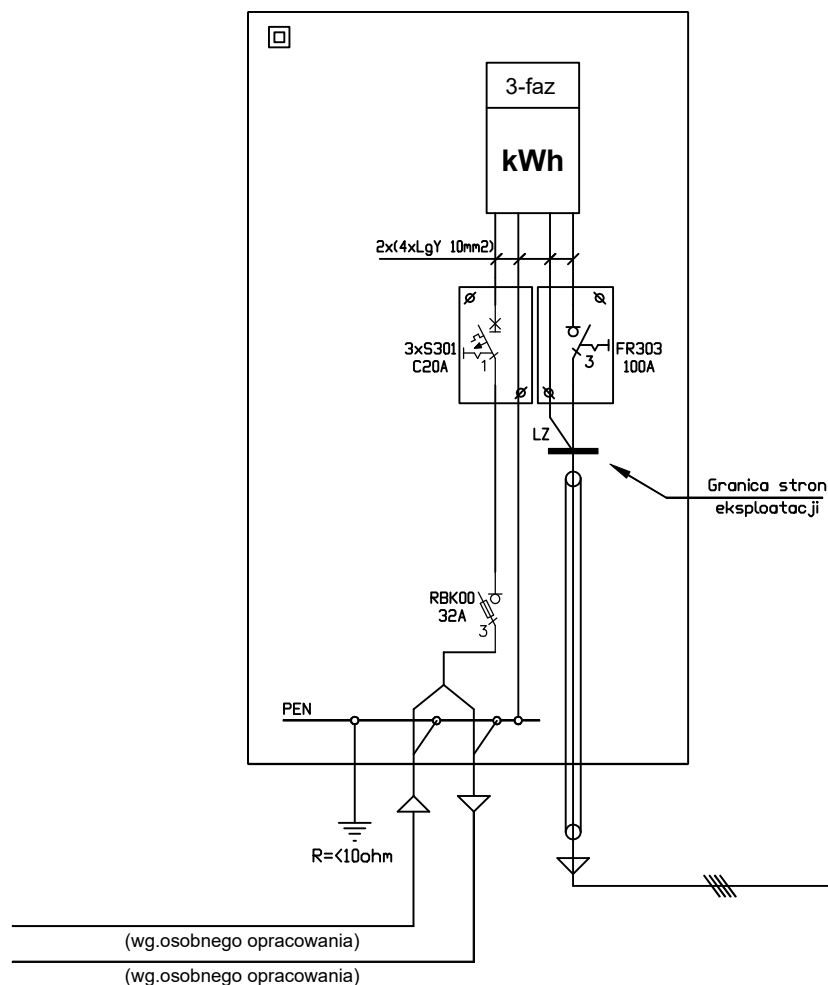 3-faz
kWh
2x(4xLgY 10mm2)
3xS301
C20A
1
3
FR303
100A
LZ
Granica stron
eksploatacji
RBK00
32A
3
PEN
R=<10ohm
(wg.osobnego opracowania)
(wg.osobnego opracowania)